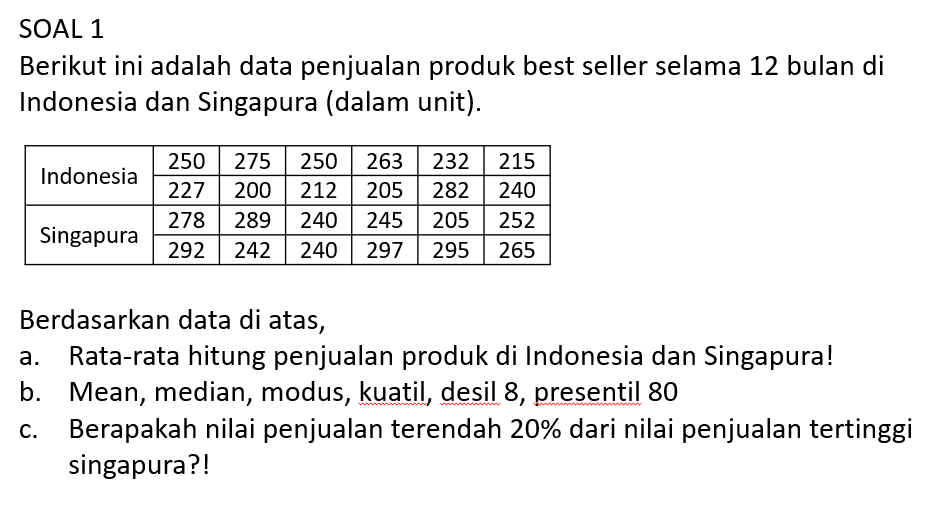 SOAL 1
Berikut ini adalah data penjualan produk best seller selama 12 bulan di
Indonesia dan Singapura (dalam unit).
Indonesia
250 275 250 263 232 215
227 200 212 205 282 240
Singapura
278 289 240 245 205 252
292 242 240 297 295 265
Berdasarkan data di atas,
a. Rata-rata hitung penjualan produk di Indonesia dan Singapura!
b. Mean, median, modus, kuatil, desil 8, presentil 80
c. Berapakah nilai penjualan terendah 20% dari nilai penjualan tertinggi
singapura?!